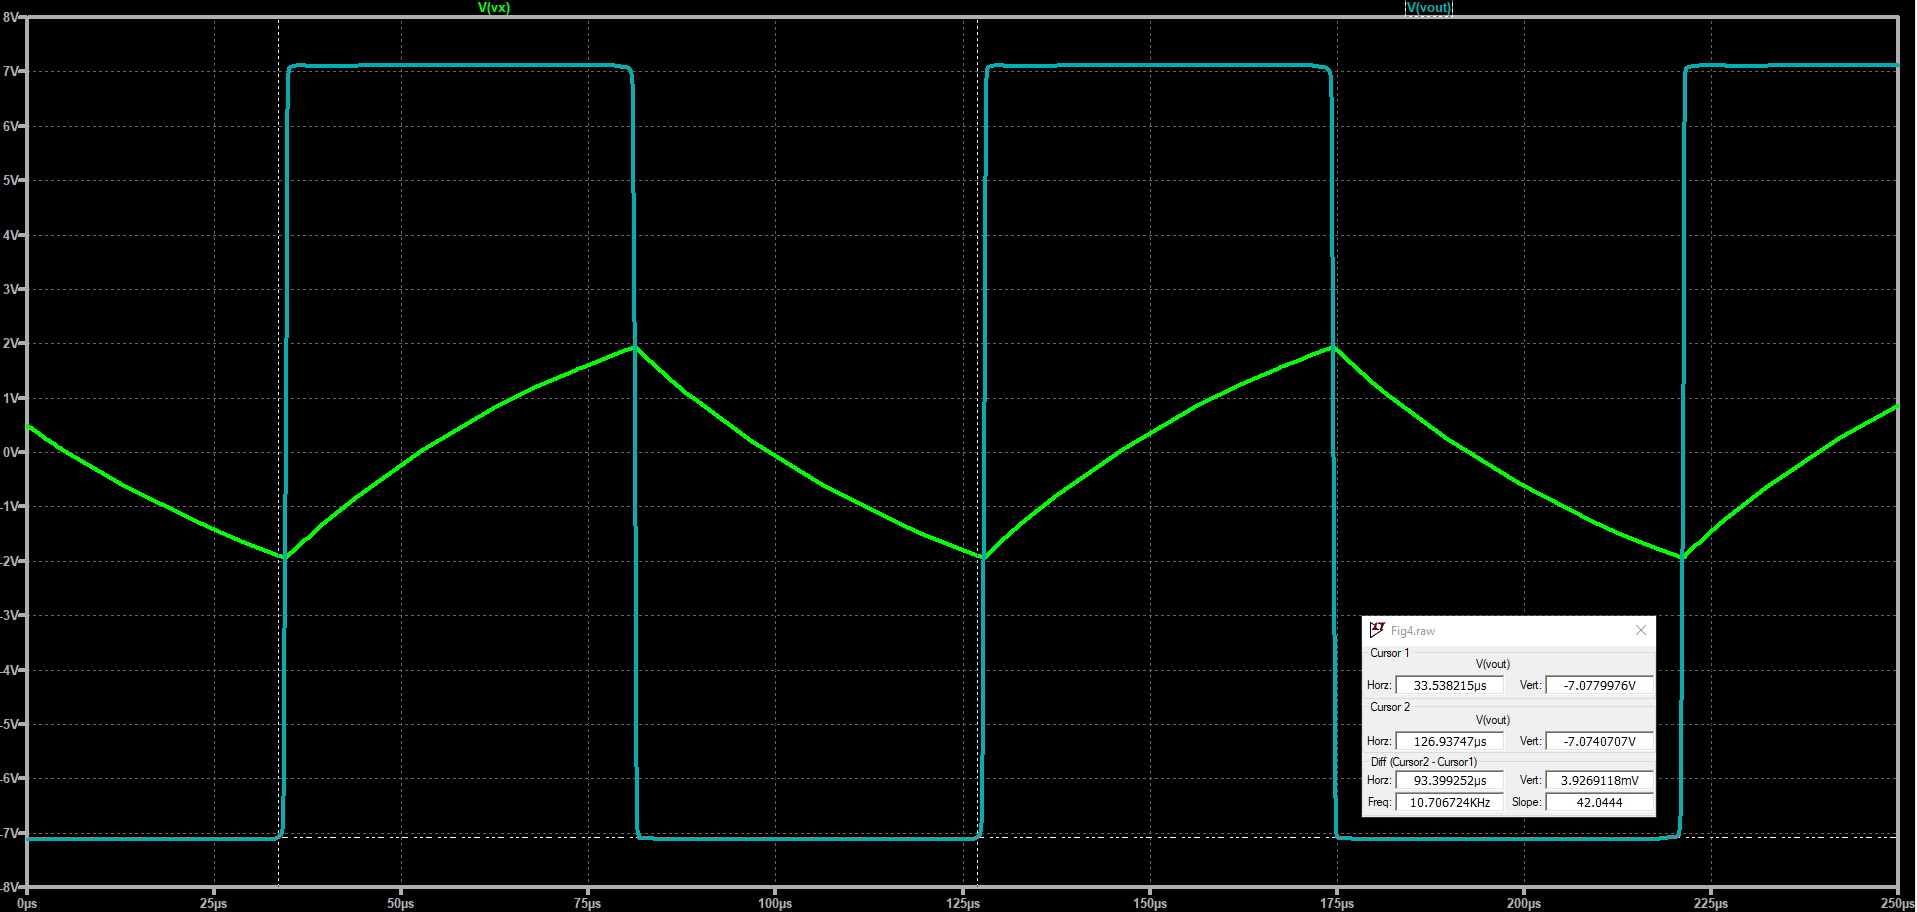 V(vx) V(vout)
8V
7V
6V
5V
4V
3V
2V
1V
0V
-1V
-2V
-3V
-4V
-5V
-6V
-7V
-8V
0µs 25µs 50µs 75µs 100µs 125µs 150µs 175µs 200µs 225µs 250µs
Fig4.raw
Cursor 1
V(vout)
Horz: 33.538215µs Vert: -7.0779976V
Cursor 2
V(vout)
Horz: 126.93747µs Vert: -7.0740707V
Diff (Cursor2 - Cursor1)
Horz: 93.399252µs Vert: 3.9269118mV
Freq: 10.706724KHz Slope: 42.0444